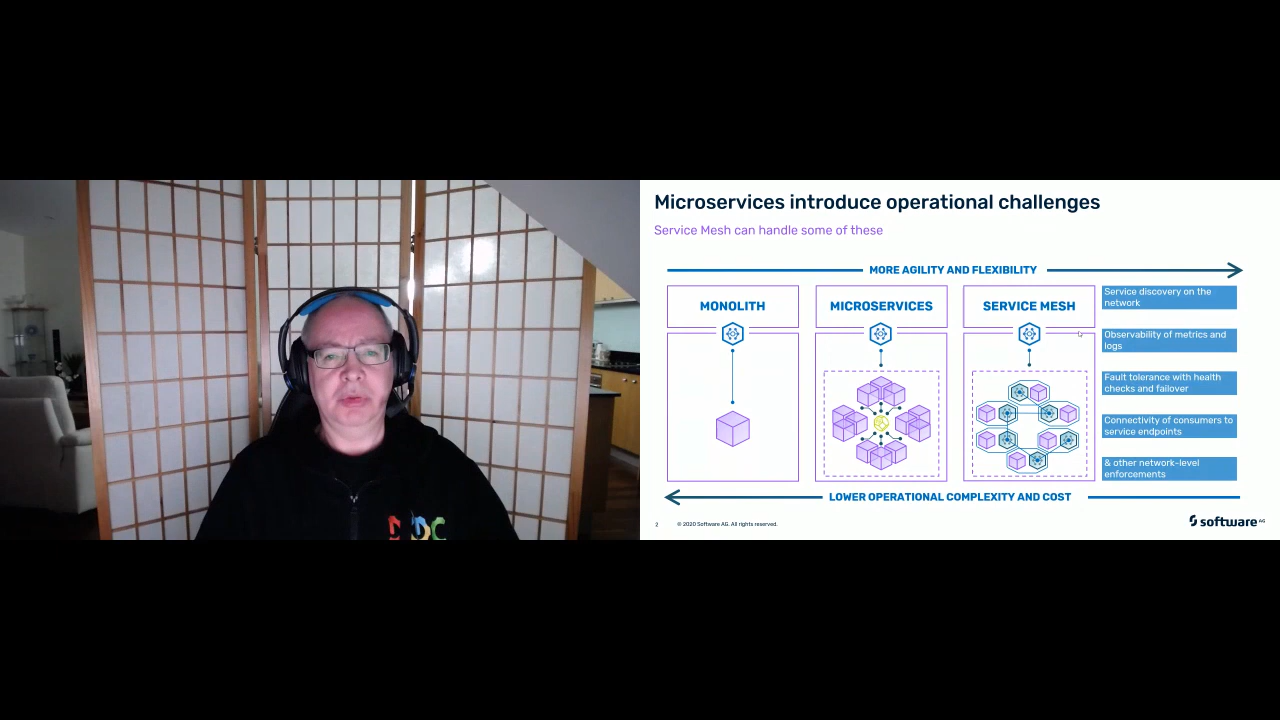 Microservices introduce operational challenges
Service Mesh can handle some of these
MORE AGILITY AND FLEXIBILITY
MONOLITH
MICROSERVICES
SERVICE MESH
Service discovery on the
network
Observability of metrics and
logs
Fault tolerance with health
checks and failover
Connectivity of consumers to
service endpoints
& other network-level
enforcements
LOWER OPERATIONAL COMPLEXITY AND COST
2
© 2020 Software AG. All rights reserved.
software AG